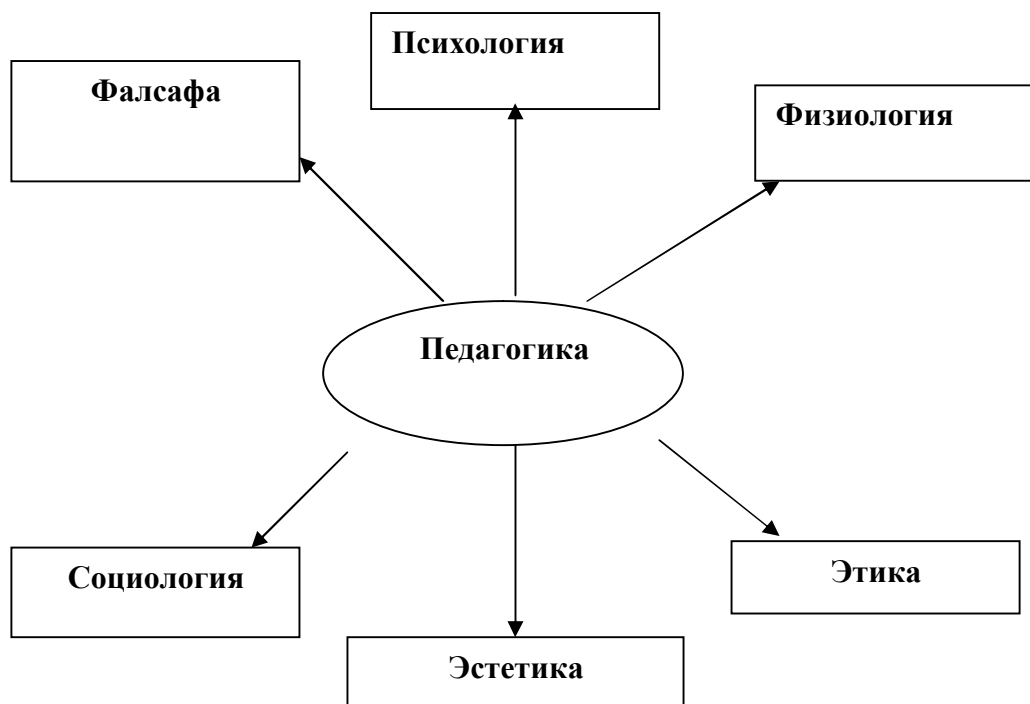 Психология
Фалсафа
Физиология
Педагогика
Социология
Этика
Эстетика